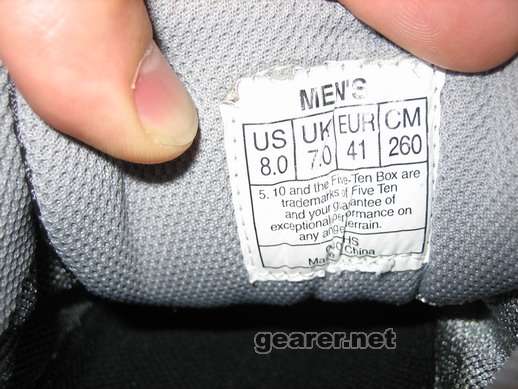 MEN'S
US UK EUR CM
8.0 7.0 41 260
5. 10 and the Five-Ten Box are
trademarks of Five Ten
and your guarantee of
exceptional performance on
any terrain.
HS
China
gearer.net